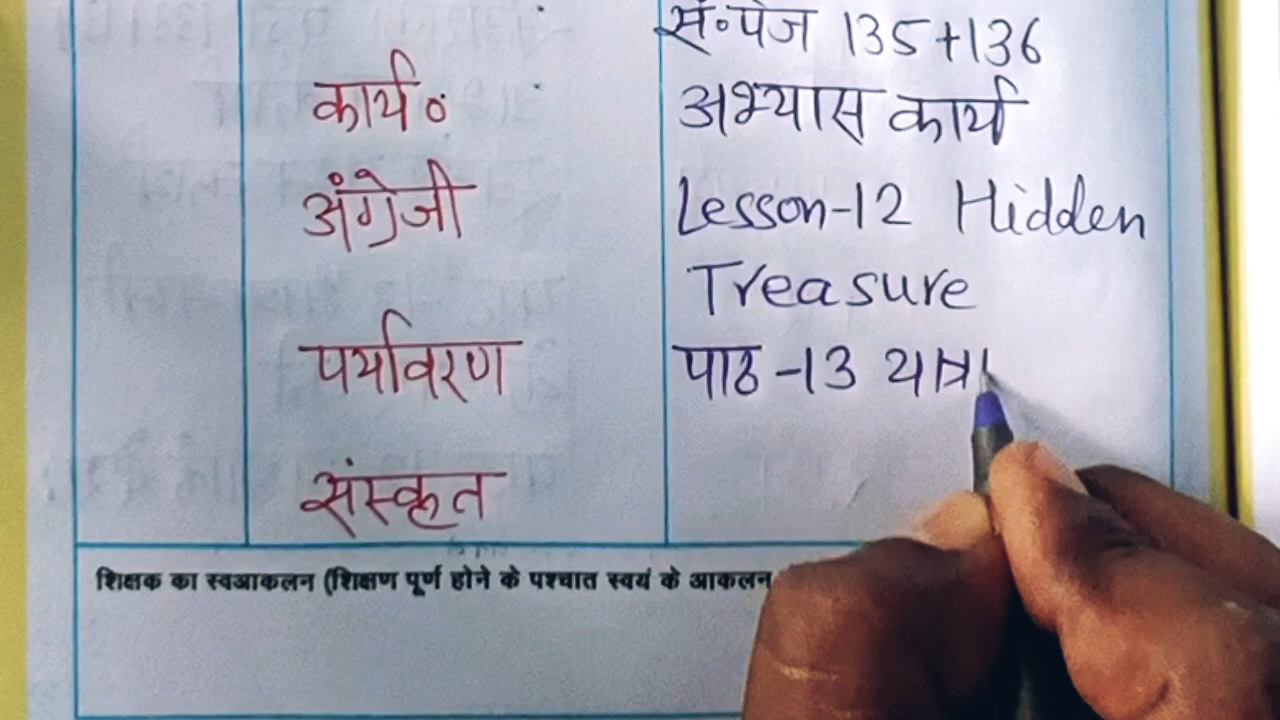 सं॰पेज 135+136
कार्य॰ अभ्यास कार्य
अंग्रेजी Lesson-12 Hidden
Treasure
पर्यावरण पाठ -13 यात्रा
संस्कृत
शिक्षक का स्वआकलन (शिक्षण पूर्ण होने के पश्चात स्वयं के आकलन